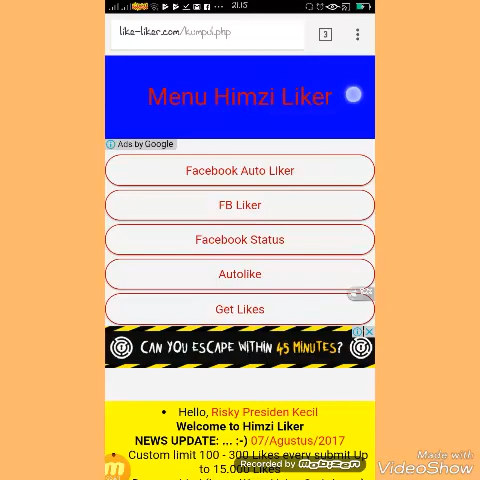 21.15
like-liker.com/kumpul.php
3
Menu Himzi Liker
Ads by Google
Facebook Auto Liker
FB Liker
Facebook Status
Autolike
Get Likes
CAN YOU ESCAPE WITHIN 45 MINUTES?
Hello, Risky Presiden Kecil
Welcome to Himzi Liker
NEWS UPDATE: ... :-) 07/Agustus/2017
Custom limit 100 - 300 Likes every submit Up
to 15.000 Likes
Recorded by Mobizen
Made with
VideoShow